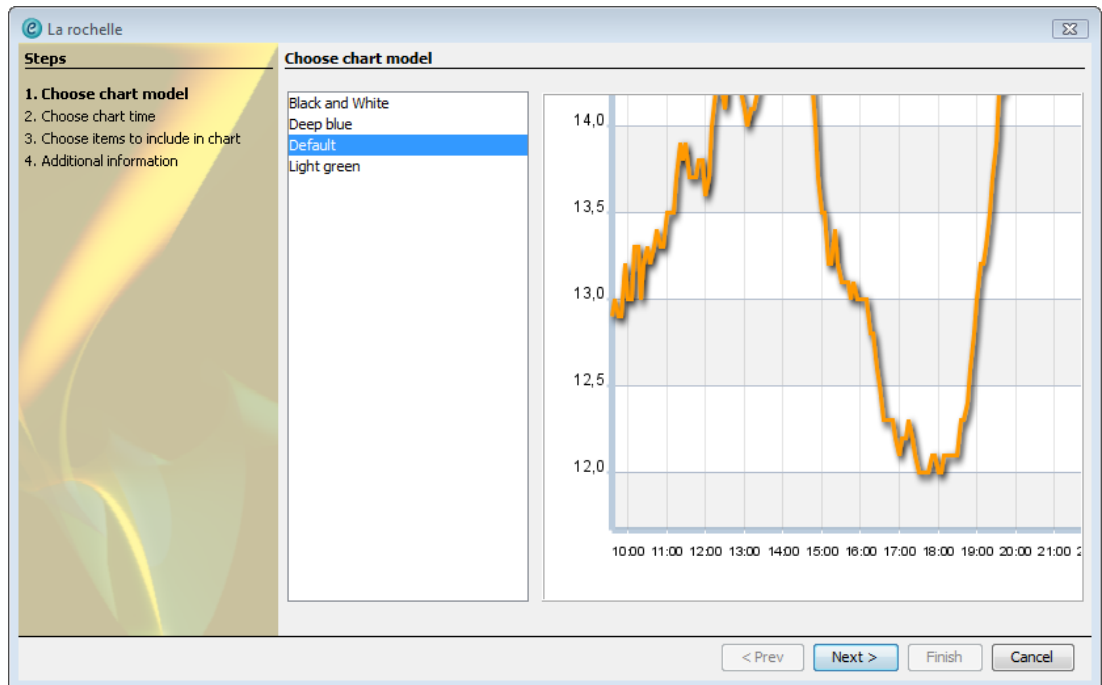 La rochelle
Steps
1. Choose chart model
2. Choose chart time
3. Choose items to include in chart
4. Additional information
Choose chart model
Black and White
Deep blue
Default
Light green
14,0
13,5
13,0
12,5
12,0
10:00 11:00 12:00 13:00 14:00 15:00 16:00 17:00 18:00 19:00 20:00 21:00
< Prev Next > Finish Cancel